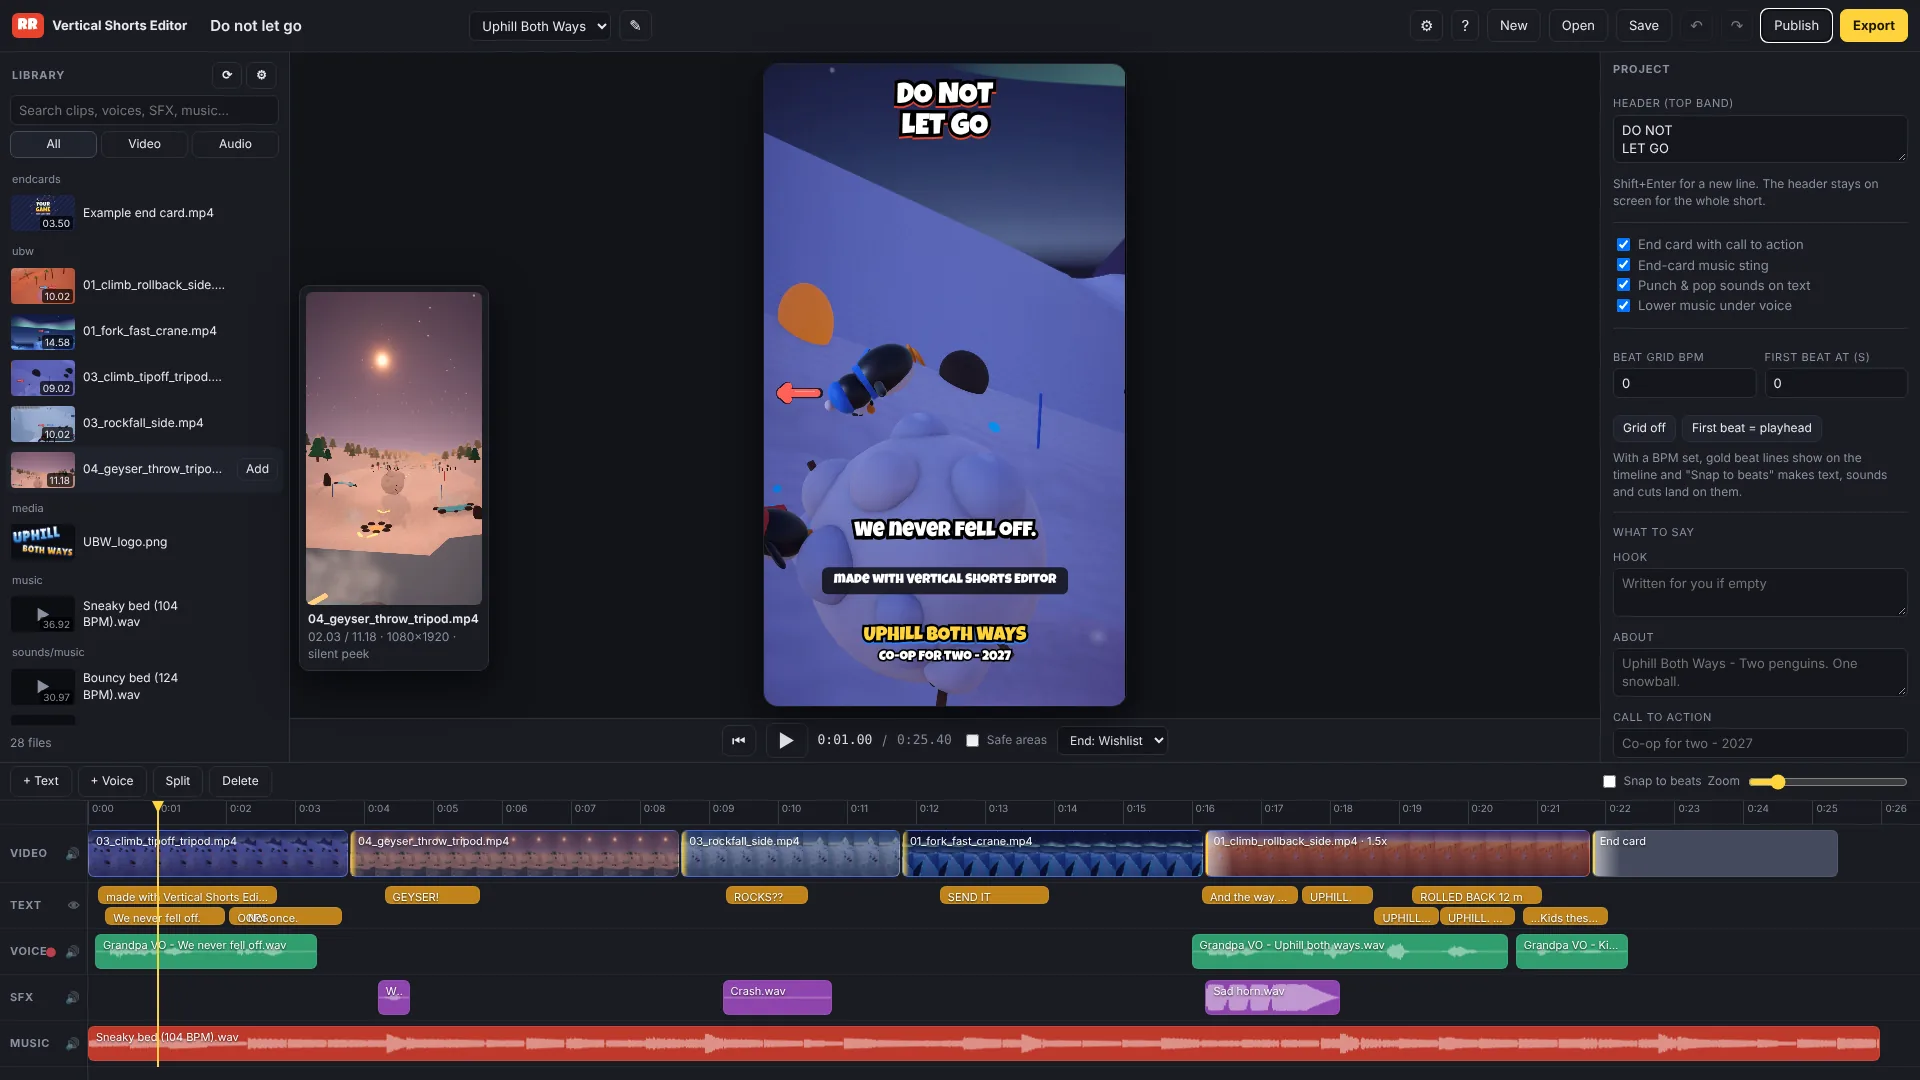 RR Vertical Shorts Editor
Do not let go
Uphill Both Ways
New
Open
Save
Publish
Export
LIBRARY
Search clips, voices, SFX, music...
All
Video
Audio
endcards
YOUR
GAME
03.50
Example end card.mp4
ubw
10.02
01_climb_rollback_side....
14.58
01_fork_fast_crane.mp4
09.02
03_climb_tipoff_tripod....
10.02
03_rockfall_side.mp4
11.18
04_geyser_throw_tripo...
Add
media
UPHILL
BOTH WAYS
UBW_logo.png
music
36.92
Sneaky bed (104
BPM).wav
sounds/music
30.97
Bouncy bed (124
BPM).wav
28 files
04_geyser_throw_tripod.mp4
02.03 / 11.18 · 1080×1920 ·
silent peek
DO NOT
LET GO
We never fell off.
made with Vertical Shorts Editor
UPHILL BOTH WAYS
CO-OP FOR TWO - 2027
0:01.00 / 0:25.40
Safe areas
End: Wishlist
PROJECT
HEADER (TOP BAND)
DO NOT
LET GO
Shift+Enter for a new line. The header stays on
screen for the whole short.
End card with call to action
End-card music sting
Punch & pop sounds on text
Lower music under voice
BEAT GRID BPM
FIRST BEAT AT (S)
0
0
Grid off
First beat = playhead
With a BPM set, gold beat lines show on the
timeline and "Snap to beats" makes text, sounds
and cuts land on them.
WHAT TO SAY
HOOK
Written for you if empty
ABOUT
Uphill Both Ways - Two penguins. One
snowball.
CALL TO ACTION
Co-op for two - 2027
+ Text
+ Voice
Split
Delete
Snap to beats
Zoom
0:00 0:01 0:02 0:03 0:04 0:05 0:06 0:07 0:08 0:09 0:10 0:11 0:12 0:13 0:14 0:15 0:16 0:17 0:18 0:19 0:20 0:21 0:22 0:23 0:24 0:25 0:26
VIDEO
03_climb_tipoff_tripod.mp4
04_geyser_throw_tripod.mp4
03_rockfall_side.mp4
01_fork_fast_crane.mp4
01_climb_rollback_side.mp4 · 1.5x
End card
TEXT
made with Vertical Shorts Edi...
GEYSER!
ROCKS??
SEND IT
And the way ...
UPHILL.
ROLLED BACK 12 m
We never fell off.
Not once.
UPHILL...
UPHILL. ...
...Kids thes...
VOICE
Grandpa VO - We never fell off.wav
Grandpa VO - Uphill both ways.wav
Grandpa VO - Ki...
SFX
W..
Crash.wav
Sad horn.wav
MUSIC
Sneaky bed (104 BPM).wav